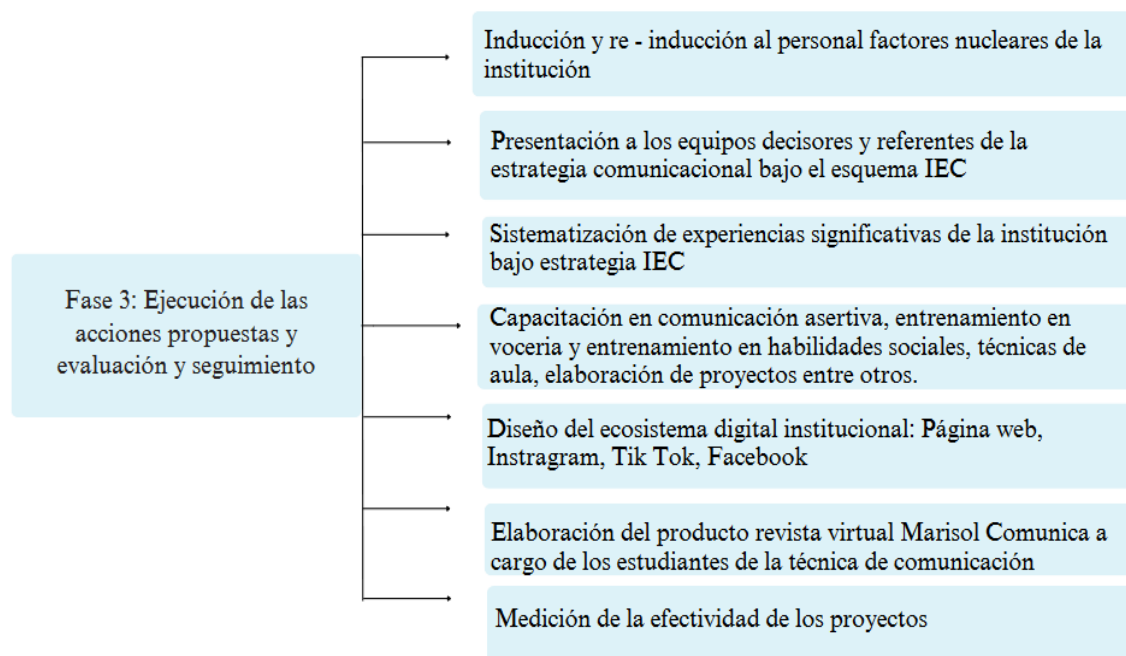 Inducción y re - inducción al personal factores nucleares de la
institución
Presentación a los equipos decisores y referentes de la
estrategia comunicacional bajo el esquema IEC
Sistematización de experiencias significativas de la institución
bajo estrategia IEC
Fase 3: Ejecución de las
acciones propuestas y
evaluación y seguimiento
Capacitación en comunicación asertiva, entrenamiento en
voceria y entrenamiento en habilidades sociales, técnicas de
aula, elaboración de proyectos entre otros.
Diseño del ecosistema digital institucional: Página web,
Instragram, Tik Tok, Facebook
Elaboración del producto revista virtual Marisol Comunica a
cargo de los estudiantes de la técnica de comunicación
Medición de la efectividad de los proyectos